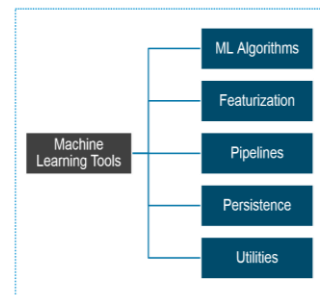 ML Algorithms
Featurization
Machine
Learning Tools
Pipelines
Persistence
Utilities